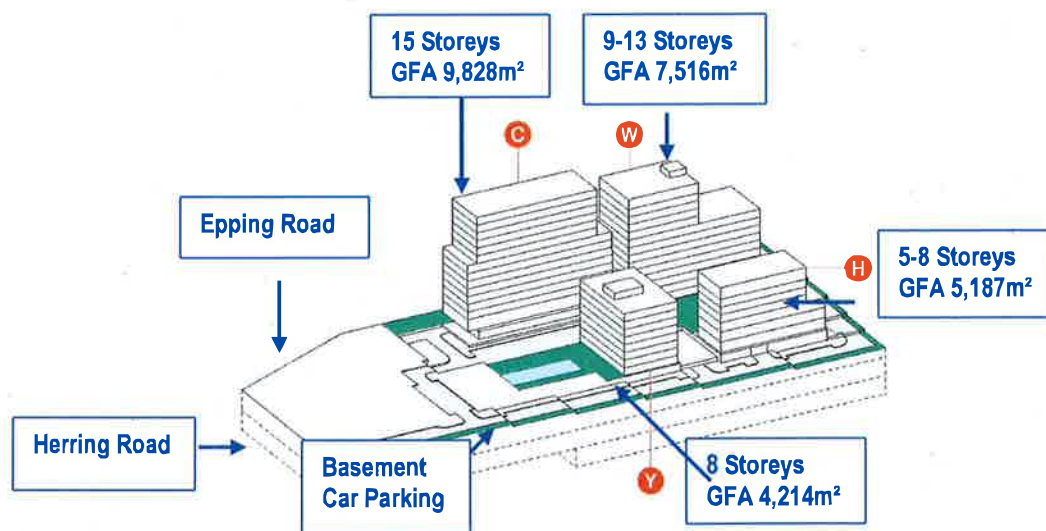 15 Storeys
GFA 9,828m²
9-13 Storeys
GFA 7,516m²
C
W
Epping Road
5-8 Storeys
GFA 5,187m²
H
Herring Road
Basement
Car Parking
Y
8 Storeys
GFA 4,214m²